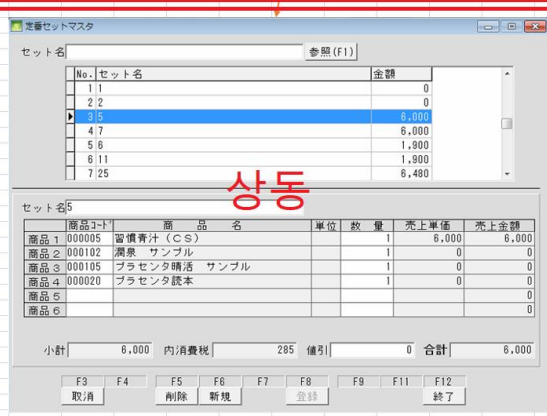 定番セットマスタ
セット名 参照(F1)
No. セット名 金額
1 1 0
2 2 0
3 5 6,000
4 7 6,000
5 6 1,900
6 11 1,900
7 25 6,480
상동
セット名 5
商品コード 商品名 単位 数量 売上単価 売上金額
商品1 000005 習慣青汁(CS) 1 6,000 6,000
商品2 000102 潤泉 サンプル 1 0 0
商品3 000105 プラセンタ晴活 サンプル 1 0 0
商品4 000020 プラセンタ読本 1 0 0
商品5 0
商品6 0
小計 6,000 内消費税 285 値引 0 合計 6,000
F3 F4 F5 F6 F7 F8 F9 F11 F12
取消 削除 新規 登録 終了